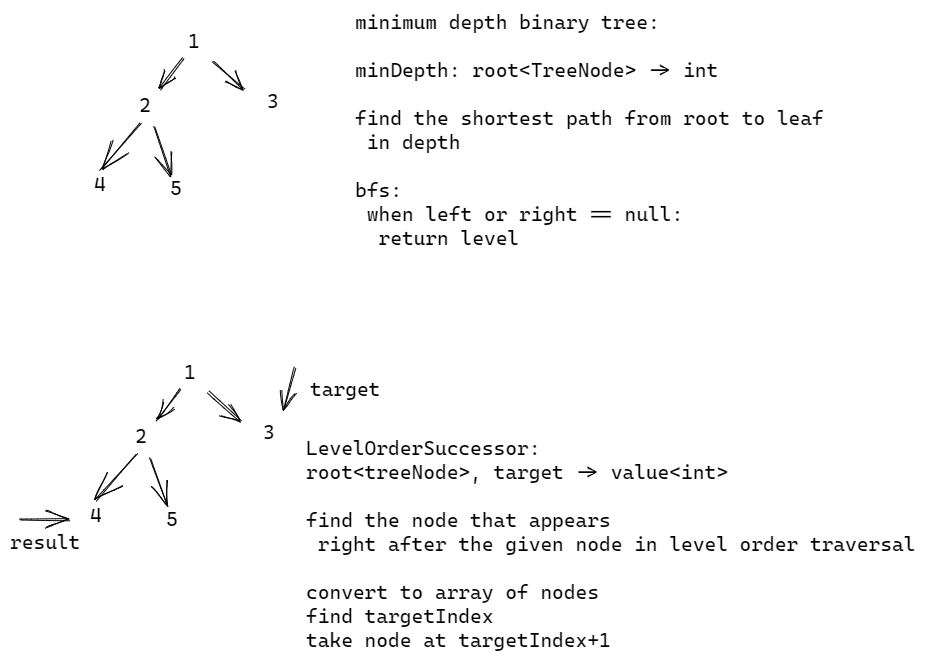 1
2
3
4
5
minimum depth binary tree:
minDepth: root<TreeNode> → int
find the shortest path from root to leaf
in depth
bfs:
when left or right == null:
return level
1
target
2
3
4
5
result
LevelOrderSuccessor:
root<treeNode>, target → value<int>
find the node that appears
right after the given node in level order traversal
convert to array of nodes
find targetIndex
take node at targetIndex+1